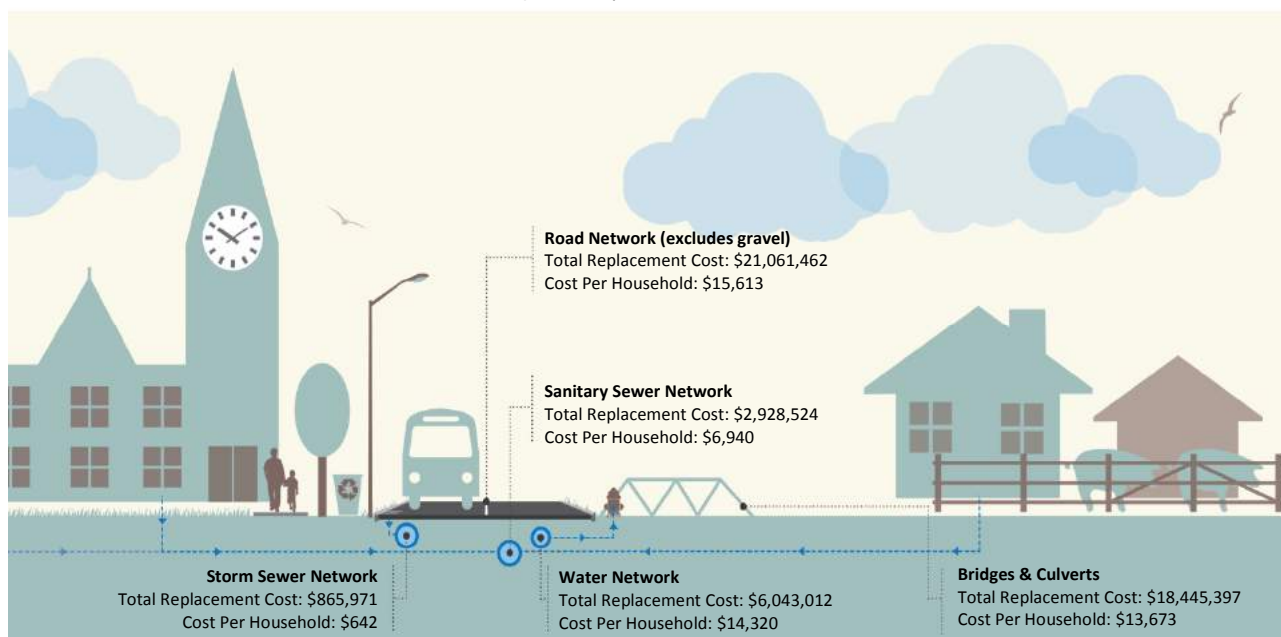 Road Network (excludes gravel)
Total Replacement Cost: $21,061,462
Cost Per Household: $15,613
Sanitary Sewer Network
Total Replacement Cost: $2,928,524
Cost Per Household: $6,940
Storm Sewer Network
Total Replacement Cost: $865,971
Cost Per Household: $642
Water Network
Total Replacement Cost: $6,043,012
Cost Per Household: $14,320
Bridges & Culverts
Total Replacement Cost: $18,445,397
Cost Per Household: $13,673